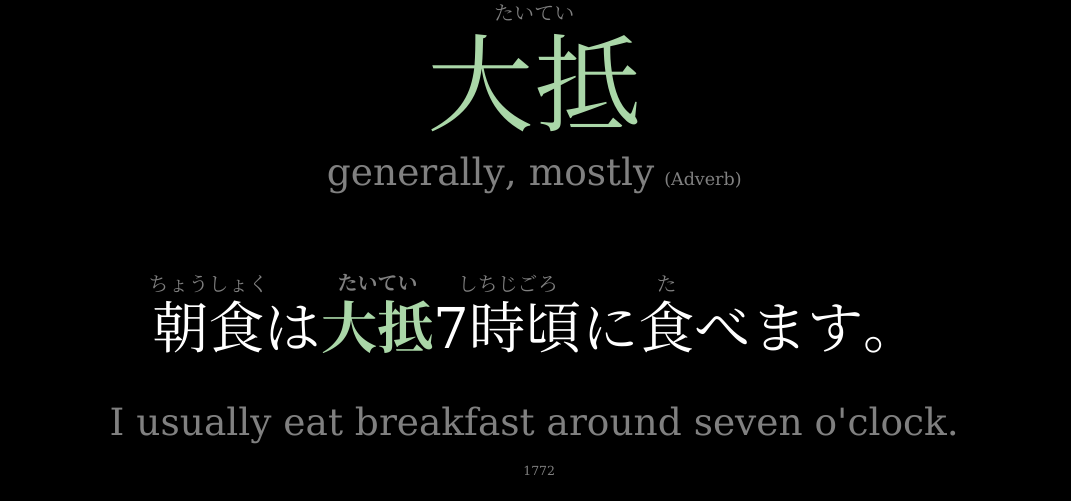 たいてい
大抵
generally, mostly (Adverb)
ちょうしょく たいてい しちじごろ た
朝食は大抵7時頃に食べます。
I usually eat breakfast around seven o'clock.
1772